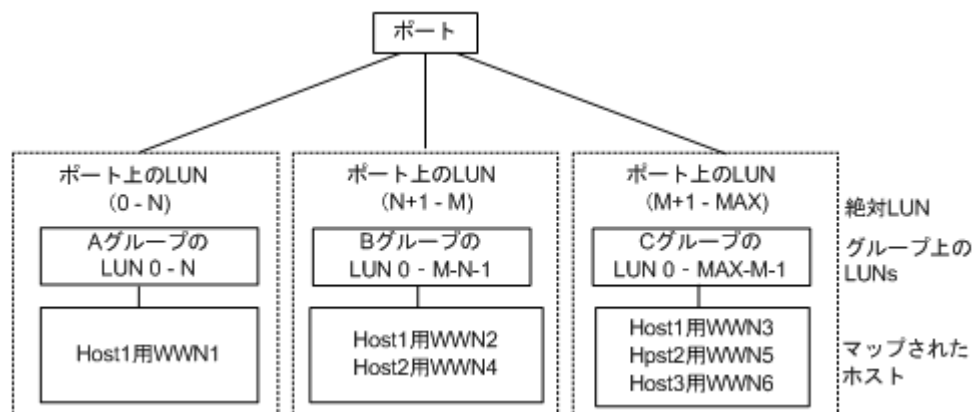 ポート
ポート上のLUN
(0 - N)
ポート上のLUN
(N+1 - M)
ポート上のLUN
(M+1 - MAX)
絶対LUN
Aグループの
LUN 0 - N
Bグループの
LUN 0 - M-N-1
Cグループの
LUN 0 - MAX-M-1
グループ上の
LUNs
Host1用WWN1
Host1用WWN2
Host2用WWN4
Host1用WWN3
Hpst2用WWN5
Host3用WWN6
マップされた
ホスト